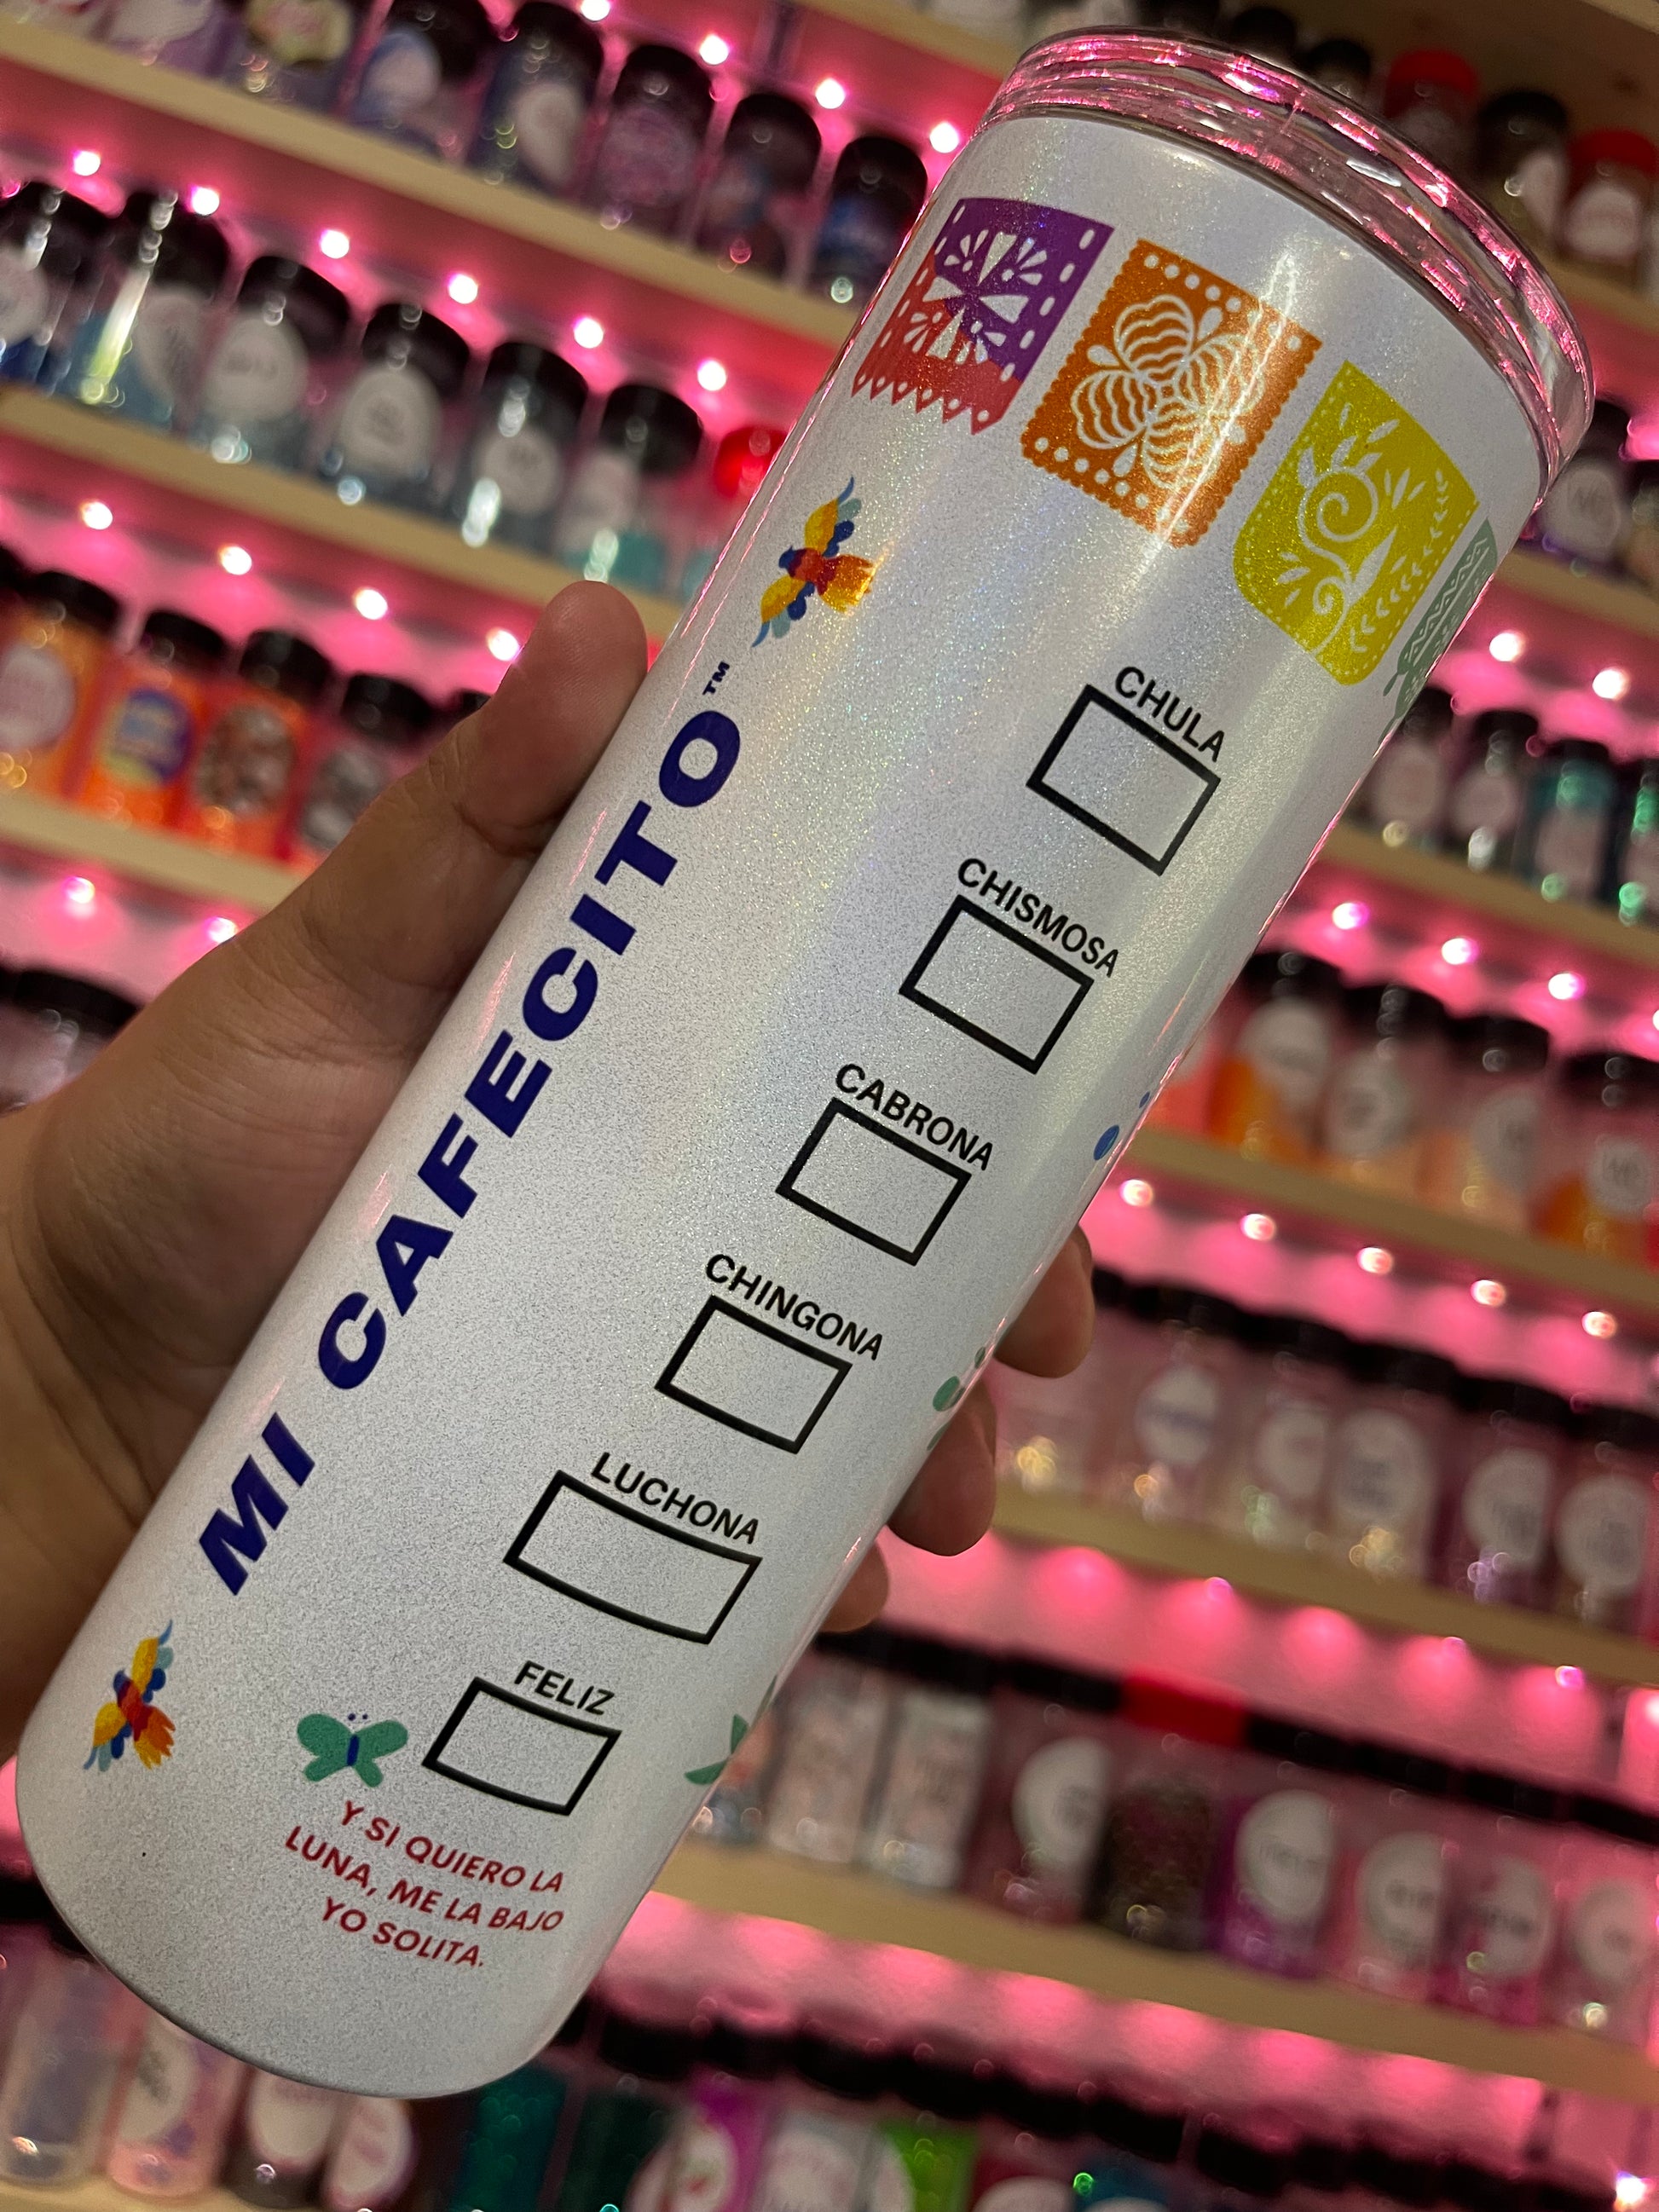 MI CAFECITO™
CHULA
CHISMOSA
CABRONA
CHINGONA
LUCHONA
FELIZ
Y SI QUIERO LA
LUNA, ME LA BAJO
YO SOLITA.